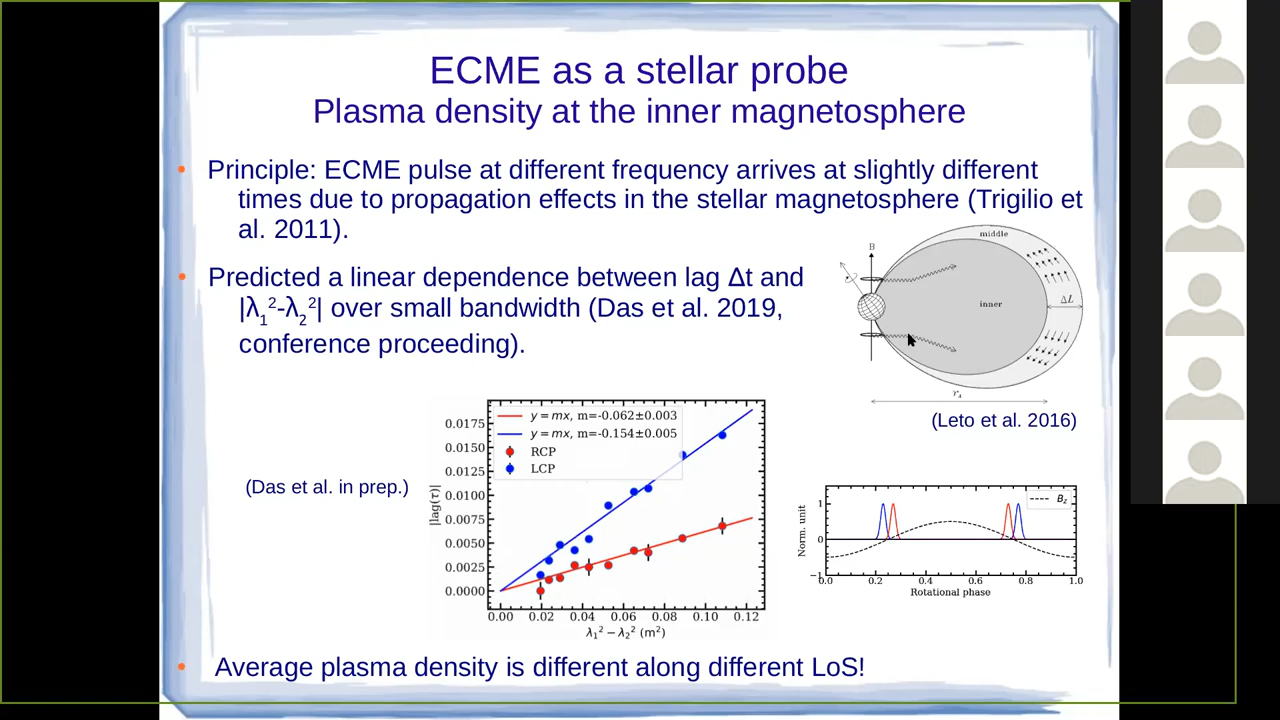 ECME as a stellar probe
Plasma density at the inner magnetosphere
• Principle: ECME pulse at different frequency arrives at slightly different
times due to propagation effects in the stellar magnetosphere (Trigilio et
al. 2011).
• Predicted a linear dependence between lag Δt and
|λ₁²-λ₂²| over small bandwidth (Das et al. 2019,
conference proceeding).
B
middle
inner
ΔL
(Leto et al. 2016)
y = mx, m=-0.062±0.003
y = mx, m=-0.154±0.005
RCP
LCP
|lag(τ)|
0.0175
0.0150
0.0125
0.0100
0.0075
0.0050
0.0025
0.0000
0.00 0.02 0.04 0.06 0.08 0.10 0.12
λ₁² − λ₂² (m²)
(Das et al. in prep.)
B_z
Norm. unit
1
0
−1
0.0 0.2 0.4 0.6 0.8 1.0
Rotational phase
• Average plasma density is different along different LoS!